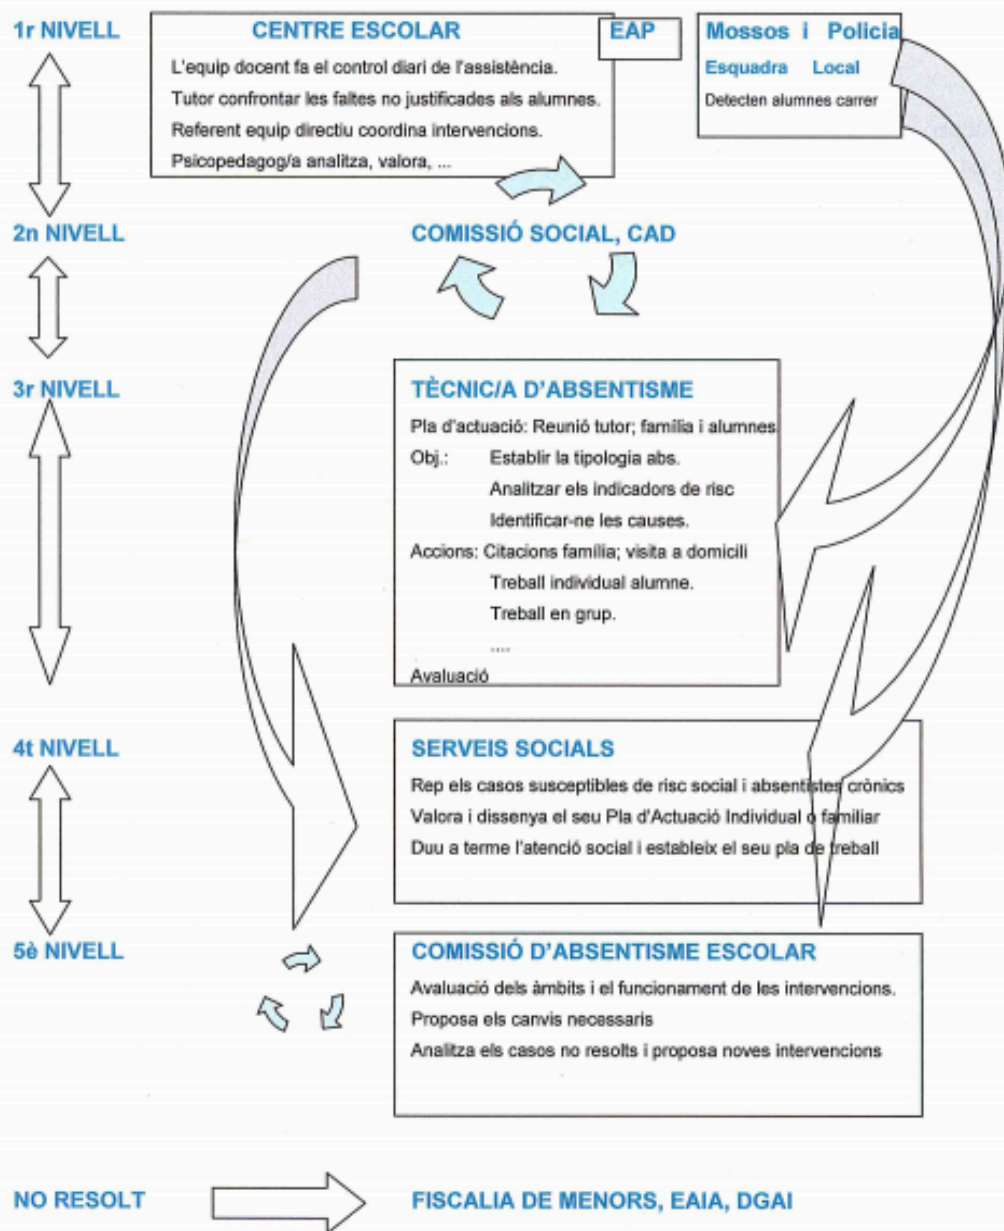 1r NIVELL
CENTRE ESCOLAR
L'equip docent fa el control diari de l'assistència.
Tutor confrontar les faltes no justificades als alumnes.
Referent equip directiu coordina intervencions.
Psicopedagog/a analitza, valora, ...
EAP
Mossos i Policia
Esquadra Local
Detecten alumnes carrer
2n NIVELL
COMISSIÓ SOCIAL, CAD
3r NIVELL
TÈCNIC/A D'ABSENTISME
Pla d'actuació: Reunió tutor; família i alumnes
Obj.: Establir la tipologia abs.
Analitzar els indicadors de risc
Identificar-ne les causes.
Accions: Citacions família; visita a domicili
Treball individual alumne.
Treball en grup.
....
Avaluació
4t NIVELL
SERVEIS SOCIALS
Rep els casos susceptibles de risc social i absentistes crònics
Valora i dissenya el seu Pla d'Actuació Individual o familiar
Duu a terme l'atenció social i estableix el seu pla de treball
5è NIVELL
COMISSIÓ D'ABSENTISME ESCOLAR
Avaluació dels àmbits i el funcionament de les intervencions.
Proposa els canvis necessaris
Analitza els casos no resolts i proposa noves intervencions
NO RESOLT
FISCALIA DE MENORS, EAIA, DGAI